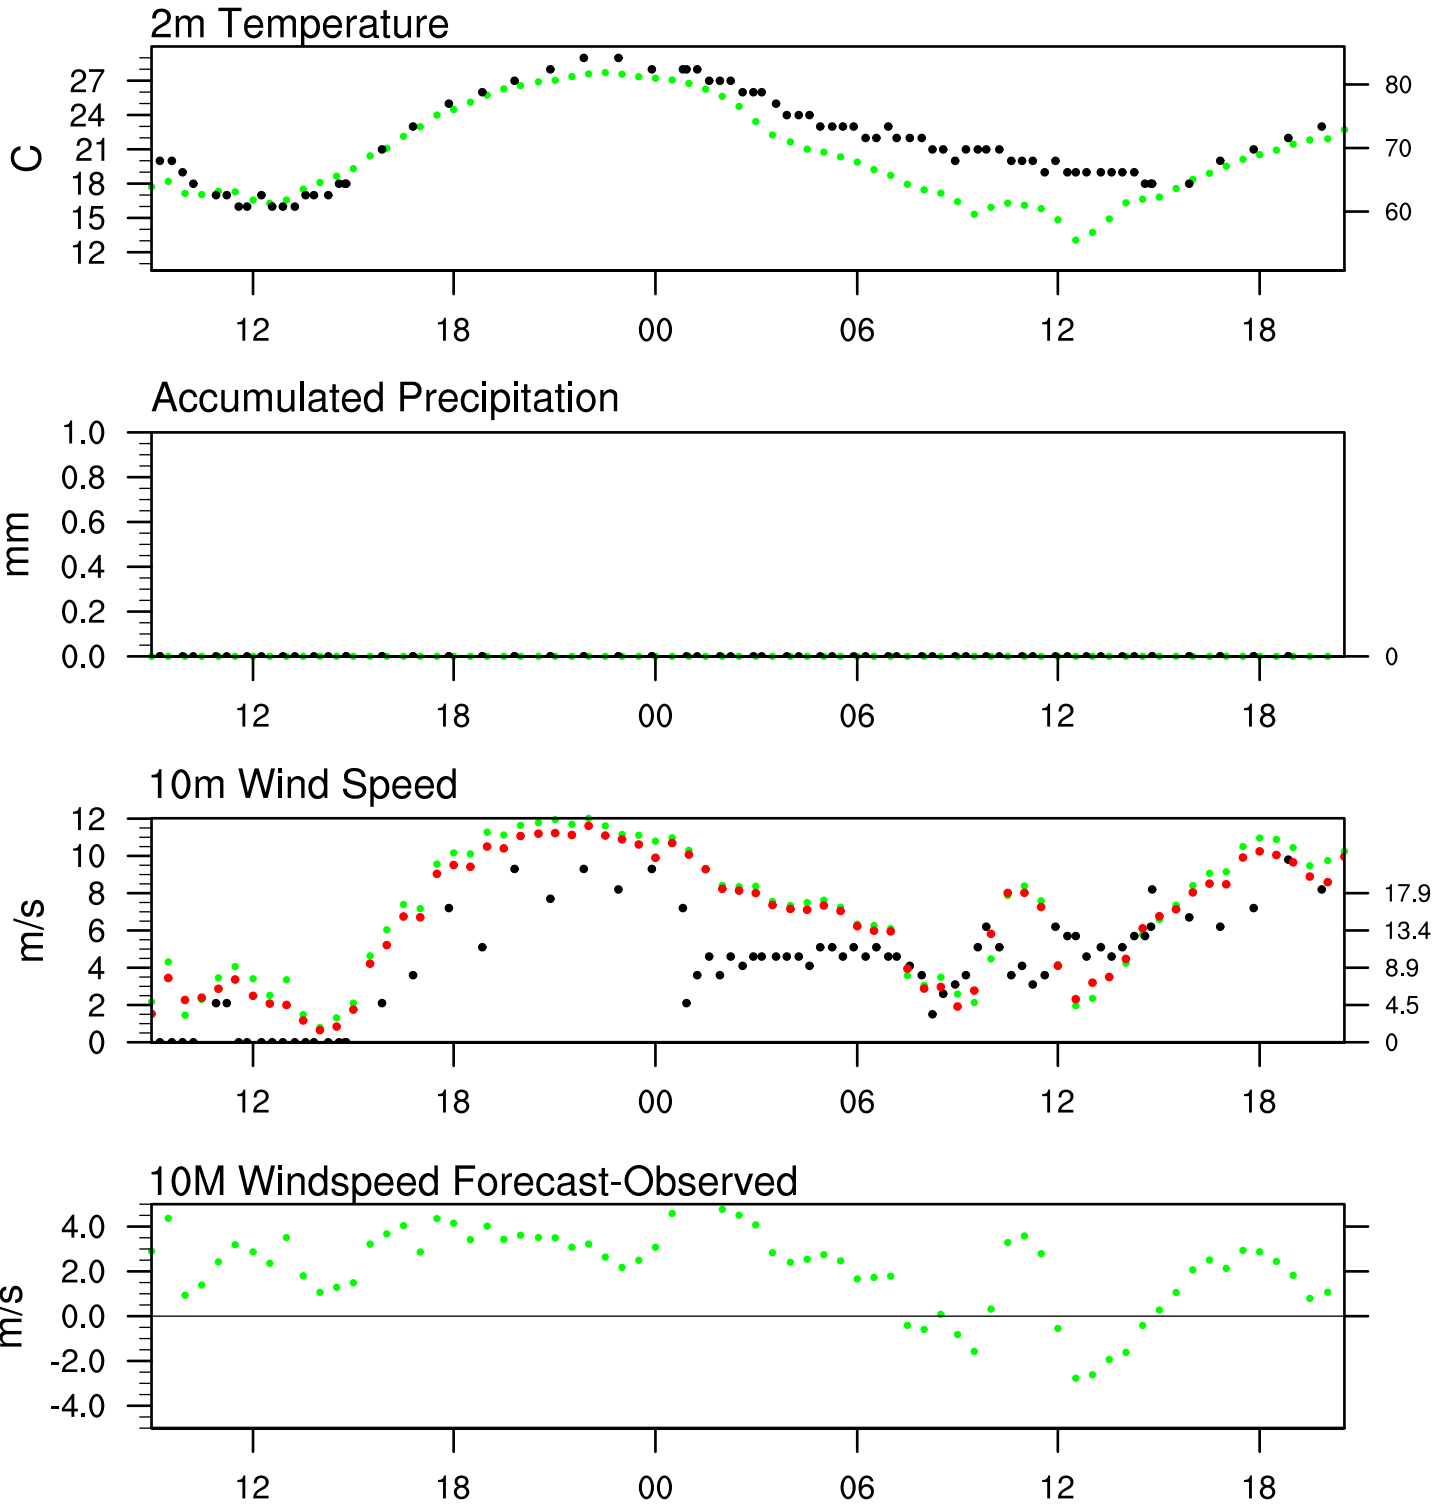 2m Temperature
27
24
21
18
15
12
C
80
70
60
12 18 00 06 12 18
Accumulated Precipitation
1.0
0.8
0.6
0.4
0.2
0.0
mm
0
12 18 00 06 12 18
10m Wind Speed
12
10
8
6
4
2
0
m/s
17.9
13.4
8.9
4.5
0
12 18 00 06 12 18
10M Windspeed Forecast-Observed
4.0
2.0
0.0
-2.0
-4.0
m/s
12 18 00 06 12 18